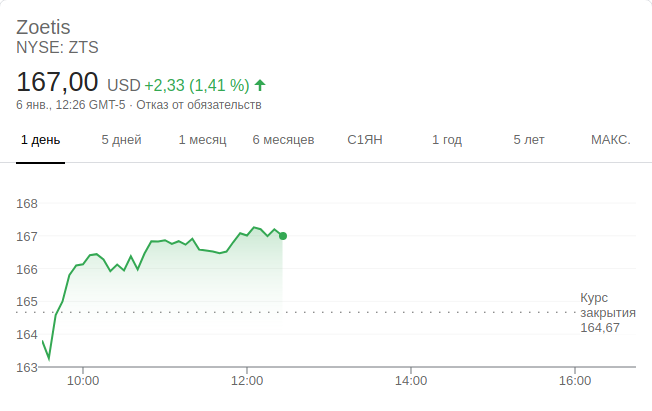 Zoetis
NYSE: ZTS
167,00 USD +2,33 (1,41 %)
6 янв., 12:26 GMT-5 · Отказ от обязательств
1 день 5 дней 1 месяц 6 месяцев С1ЯН 1 год 5 лет МАКС.
168
167
166
165
164
163
Курс
закрытия
164,67
10:00 12:00 14:00 16:00